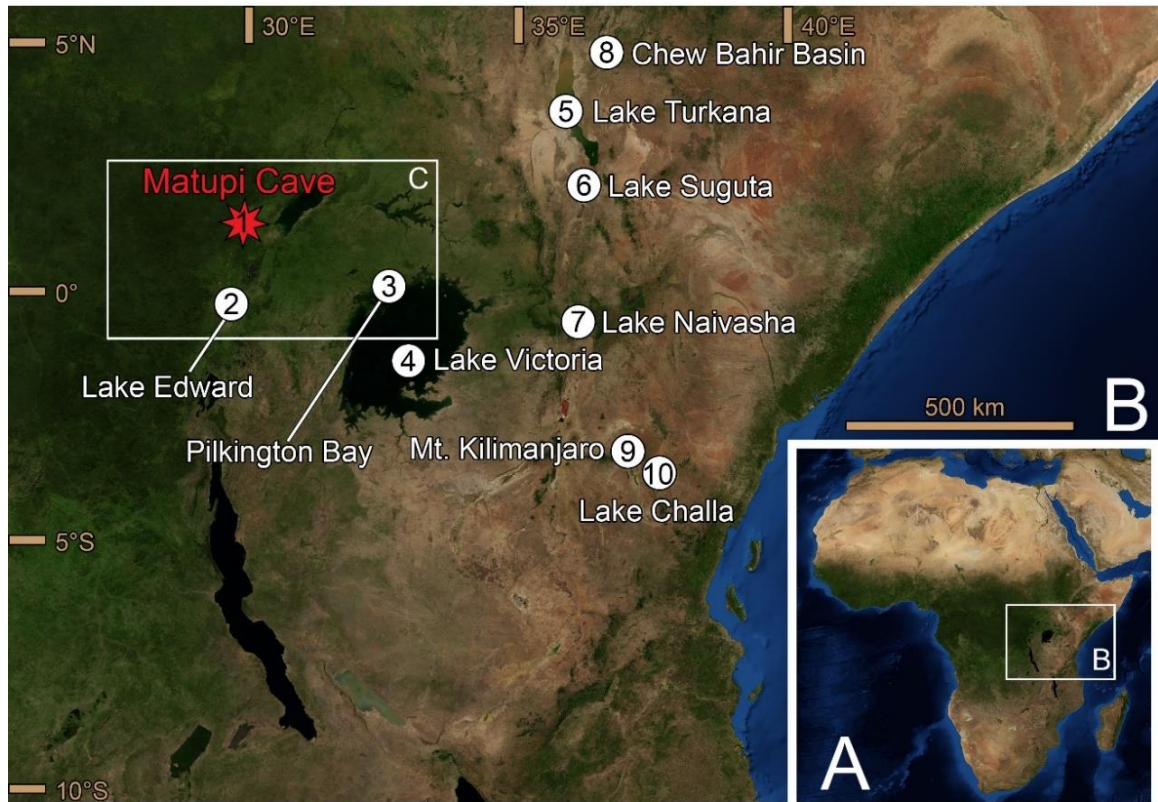 30°E
35°E
40°E
5°N
8 Chew Bahir Basin
5 Lake Turkana
Matupi Cave
C
1
6 Lake Suguta
0°
2
3
7 Lake Naivasha
4 Lake Victoria
Lake Edward
500 km
B
Pilkington Bay
Mt. Kilimanjaro 9
10
Lake Challa
5°S
B
A
10°S